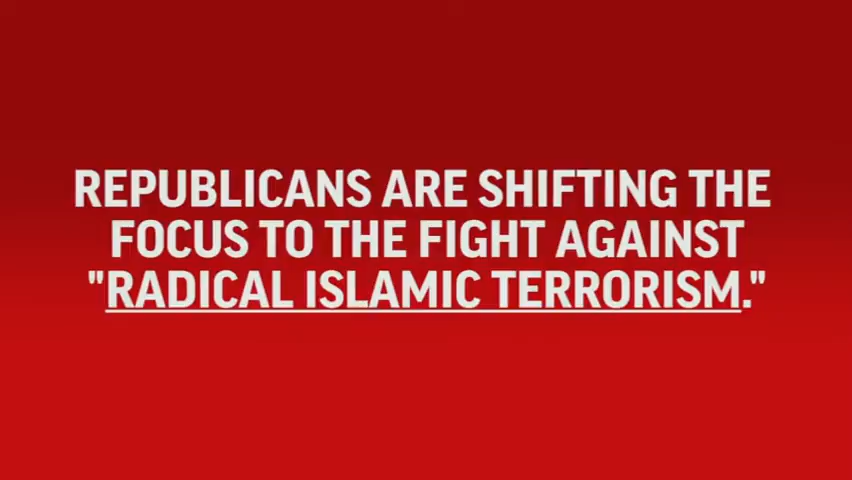 REPUBLICANS ARE SHIFTING THE
FOCUS TO THE FIGHT AGAINST
"RADICAL ISLAMIC TERRORISM."